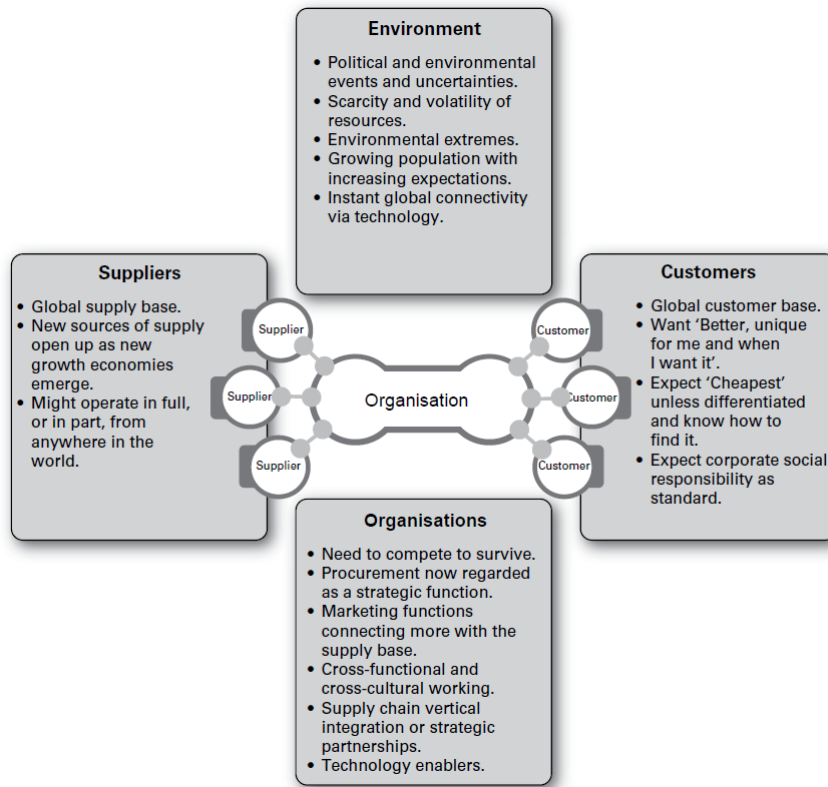 Environment
• Political and environmental
events and uncertainties.
• Scarcity and volatility of
resources.
• Environmental extremes.
• Growing population with
increasing expectations.
• Instant global connectivity
via technology.
Suppliers
• Global supply base.
• New sources of supply
open up as new
growth economies
emerge.
• Might operate in full,
or in part, from
anywhere in the
world.
Supplier
Supplier
Supplier
Organisation
Customer
Customer
Customer
Customers
• Global customer base.
• Want ‘Better, unique
for me and when
I want it’.
• Expect ‘Cheapest’
unless differentiated
and know how to
find it.
• Expect corporate social
responsibility as
standard.
Organisations
• Need to compete to survive.
• Procurement now regarded
as a strategic function.
• Marketing functions
connecting more with the
supply base.
• Cross-functional and
cross-cultural working.
• Supply chain vertical
integration or strategic
partnerships.
• Technology enablers.